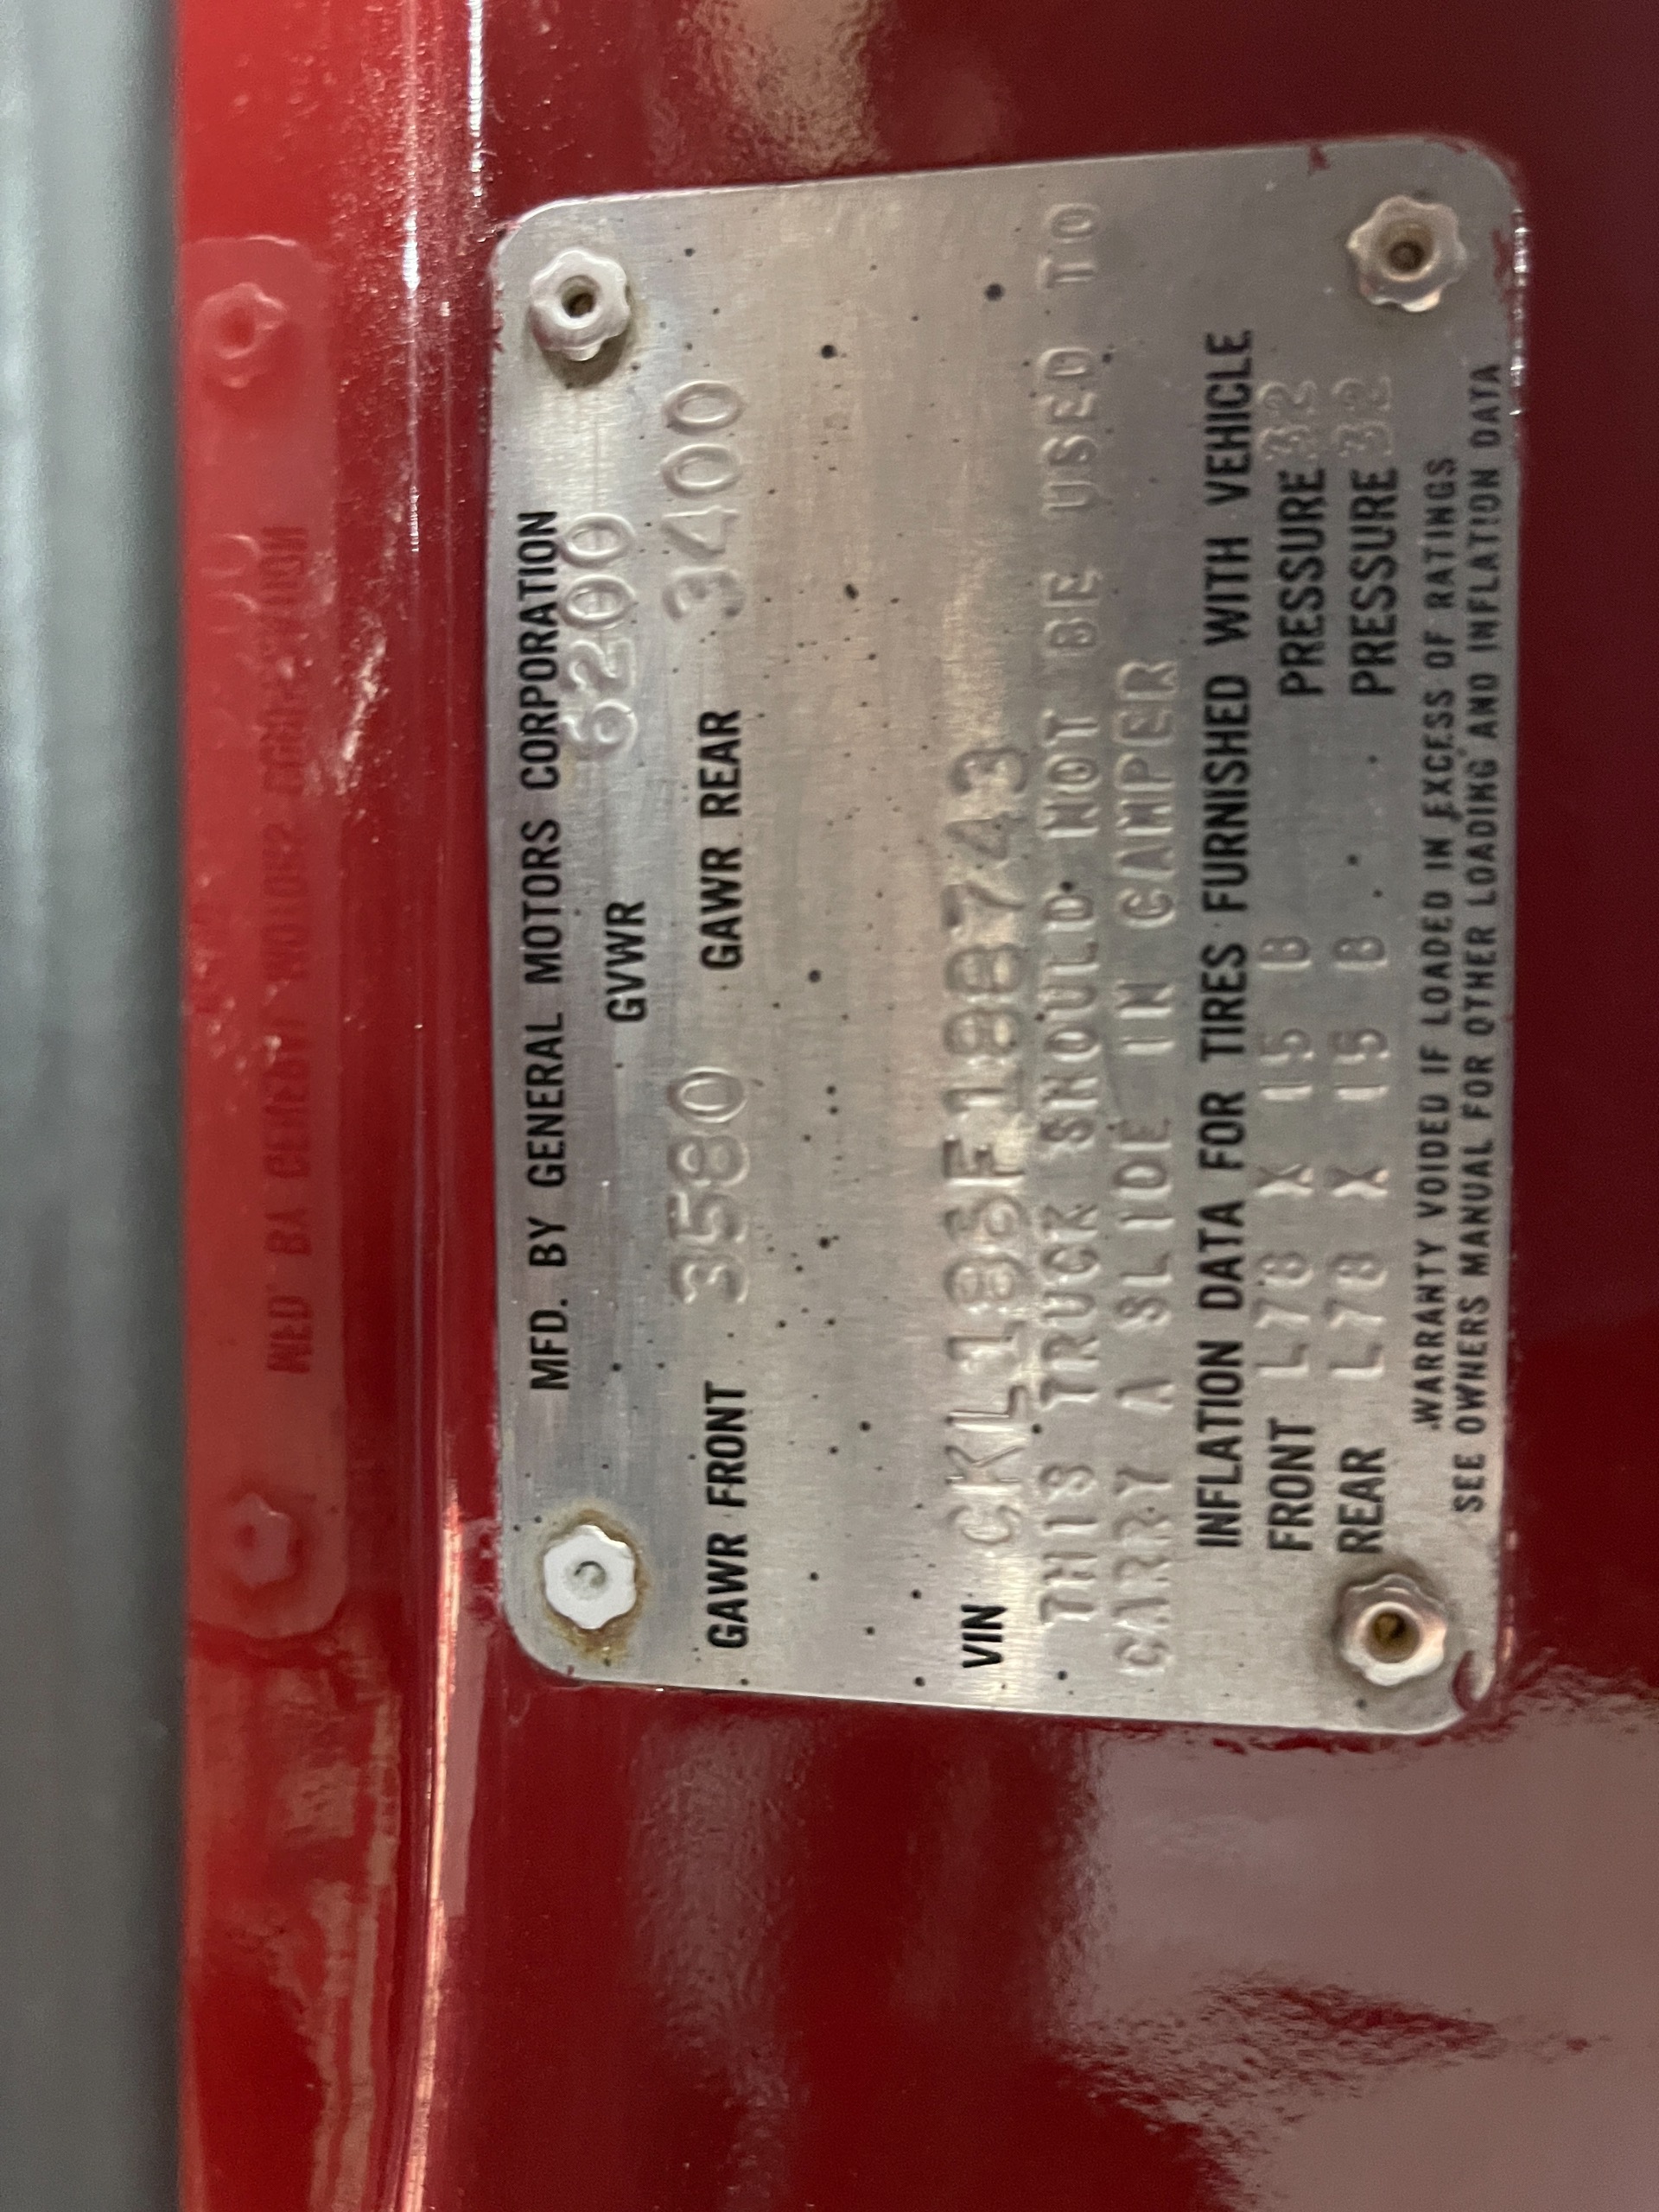 MFD. BY GENERAL MOTORS CORPORATION
GVWR 6200
GAWR FRONT 3580 GAWR REAR 3400
VIN CKL186F188743
THIS TRUCK SHOULD NOT BE USED TO
CARRY A SLIDE IN CAMPER
INFLATION DATA FOR TIRES FURNISHED WITH VEHICLE
FRONT L78 X 15 B PRESSURE 32
REAR L78 X 15 B PRESSURE 32
WARRANTY VOIDED IF LOADED IN EXCESS OF RATINGS
SEE OWNERS MANUAL FOR OTHER LOADING AND INFLATION DATA